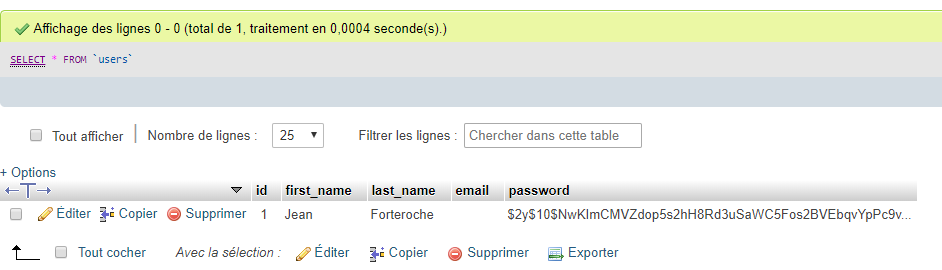 Affichage des lignes 0 - 0 (total de 1, traitement en 0,0004 seconde(s).)
SELECT * FROM `users`
Tout afficher | Nombre de lignes : 25 Filtrer les lignes : Chercher dans cette table
+ Options
id first_name last_name email password
Éditer Copier Supprimer 1 Jean Forteroche $2y$10$NwKlmCMVZdop5s2hH8Rd3uSaWC5Fos2BVEbqvYpPc9v...
Tout cocher Avec la sélection : Éditer Copier Supprimer Exporter